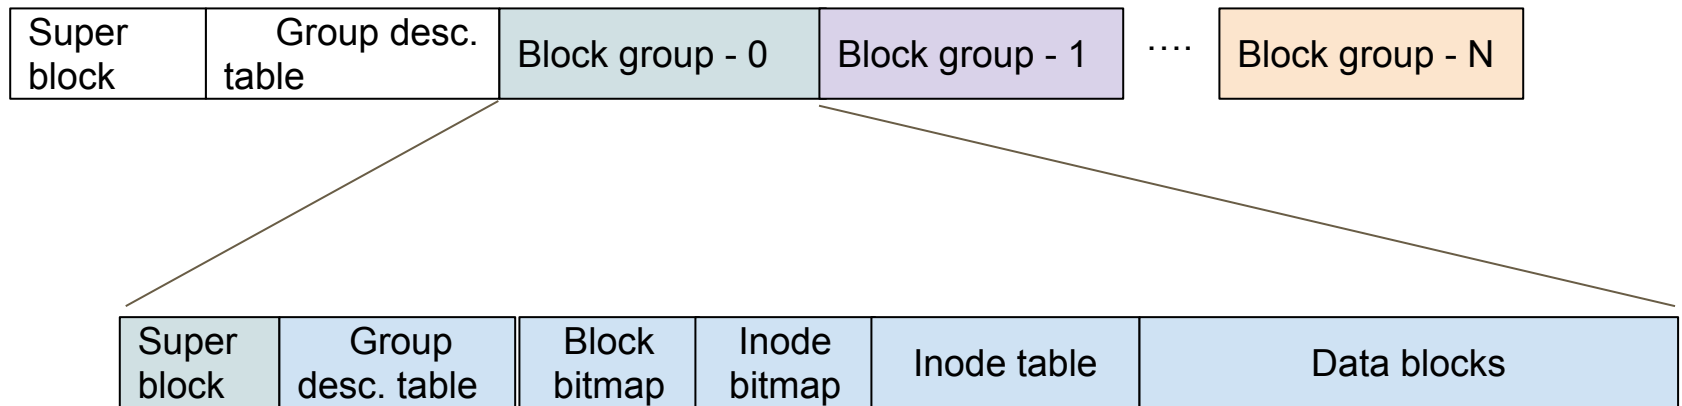 Super
block
Group desc.
table
Block group - 0
Block group - 1
....
Block group - N
Super
block
Group
desc. table
Block
bitmap
Inode
bitmap
Inode table
Data blocks